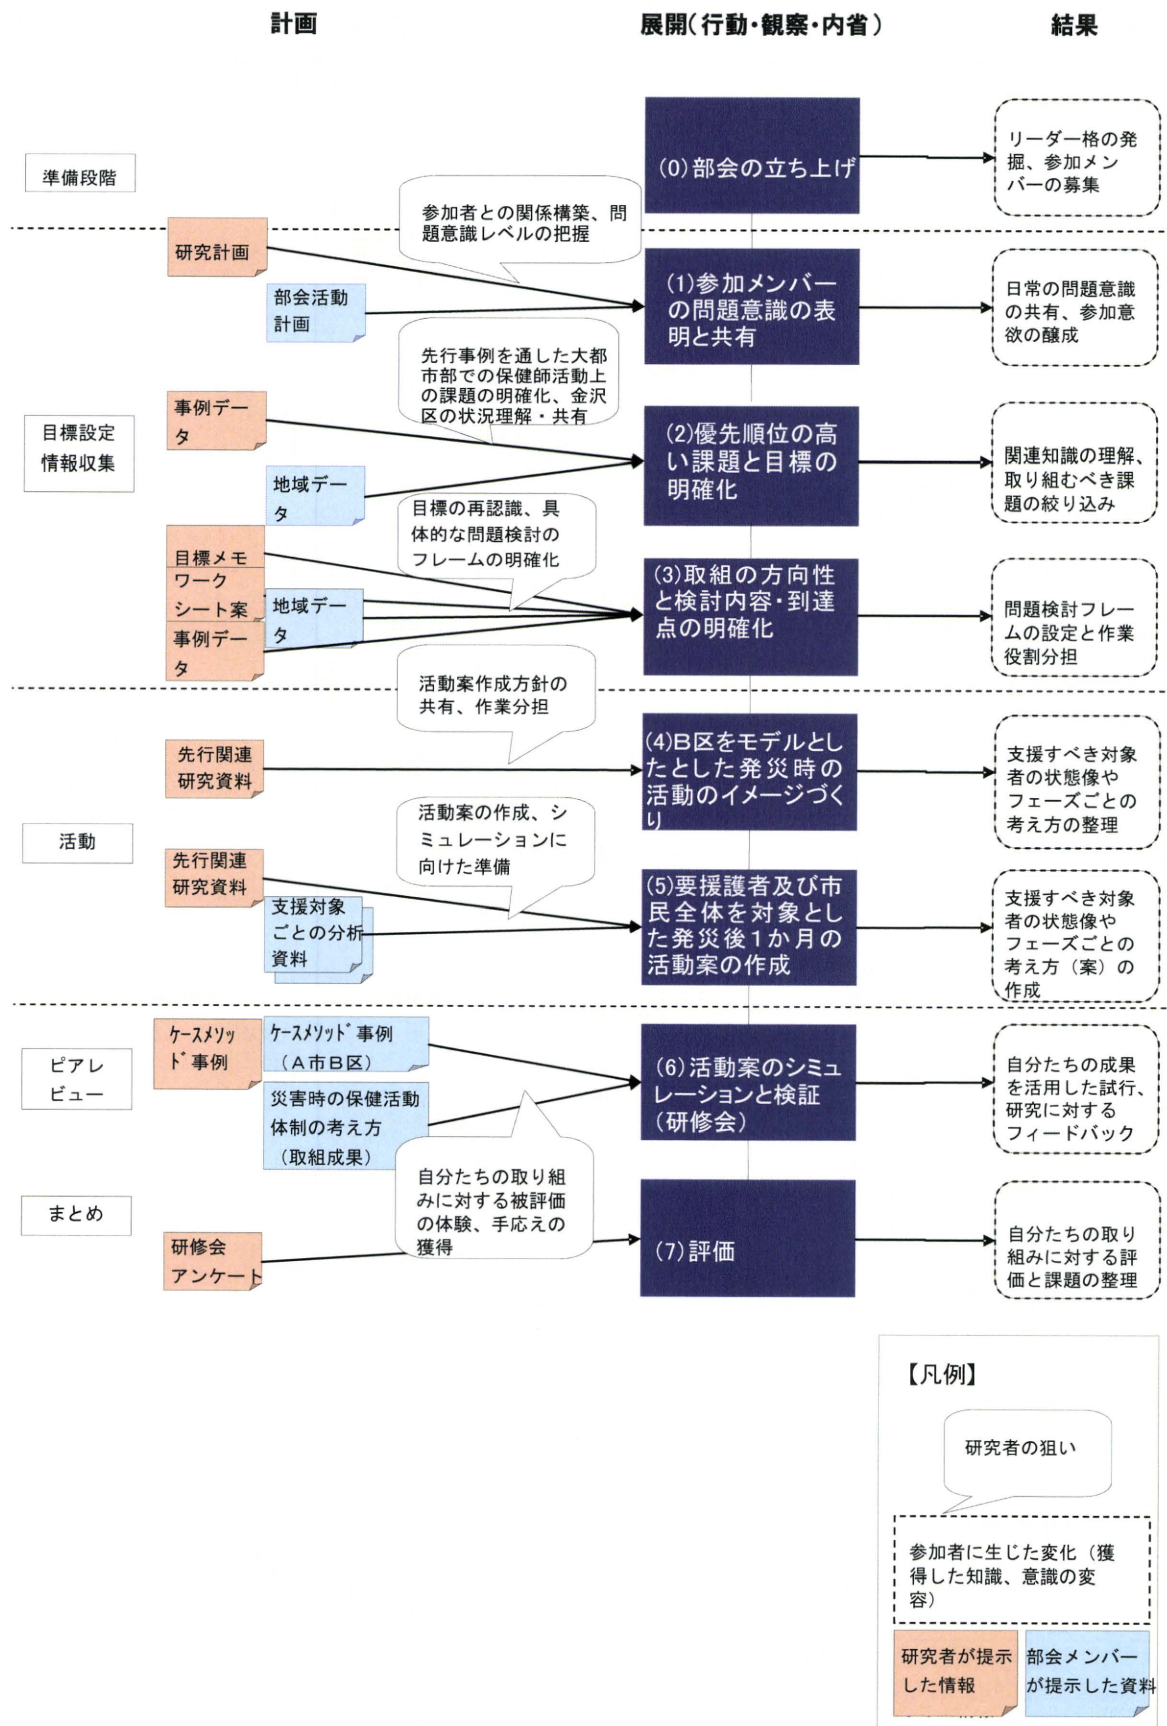 計画
展開(行動・観察・内省)
結果
準備段階
(0)部会の立ち上げ
リーダー格の発
掘、参加メン
バーの募集
参加者との関係構築、問
題意識レベルの把握
研究計画
部会活動
計画
(1)参加メンバー
の問題意識の表
明と共有
日常の問題意識
の共有、参加意
欲の醸成
目標設定
情報収集
先行事例を通した大都
市部での保健師活動上
の課題の明確化、金沢
区の状況理解・共有
事例デー
タ
地域デー
タ
(2)優先順位の高
い課題と目標の
明確化
関連知識の理解、
取り組むべき課
題の絞り込み
目標の再認識、具
体的な問題検討の
フレームの明確化
目標メモ
ワーク
シート案
事例デー
タ
地域デー
タ
(3)取組の方向性
と検討内容・到達
点の明確化
問題検討フレー
ムの設定と作業
役割分担
活動案作成方針の
共有、作業分担
先行関連
研究資料
(4)B区をモデルとし
たとした発災時の
活動のイメージづく
り
支援すべき対象
者の状態像や
フェーズごとの
考え方の整理
活動
活動案の作成、シ
ミュレーションに
向けた準備
先行関連
研究資料
支援対象
ごとの分析
資料
(5)要援護者及び市
民全体を対象とし
た発災後1か月の
活動案の作成
支援すべき対象
者の状態像や
フェーズごとの
考え方（案）の
作成
ピアレ
ビュー
ｹｰｽﾒｿｯ
ﾄﾞ事例
ｹｰｽﾒｿｯﾄﾞ事例
（A市B区）
災害時の保健活動
体制の考え方
（取組成果）
(6)活動案のシミュ
レーションと検証
(研修会)
自分たちの成果
を活用した試行、
研究に対する
フィードバック
自分たちの取り組
みに対する被評価
の体験、手応えの
獲得
まとめ
研修会
アンケート
(7)評価
自分たちの取り
組みに対する評
価と課題の整理
【凡例】
研究者の狙い
参加者に生じた変化（獲
得した知識、意識の変
容）
研究者が提示
した情報
部会メンバー
が提示した資料